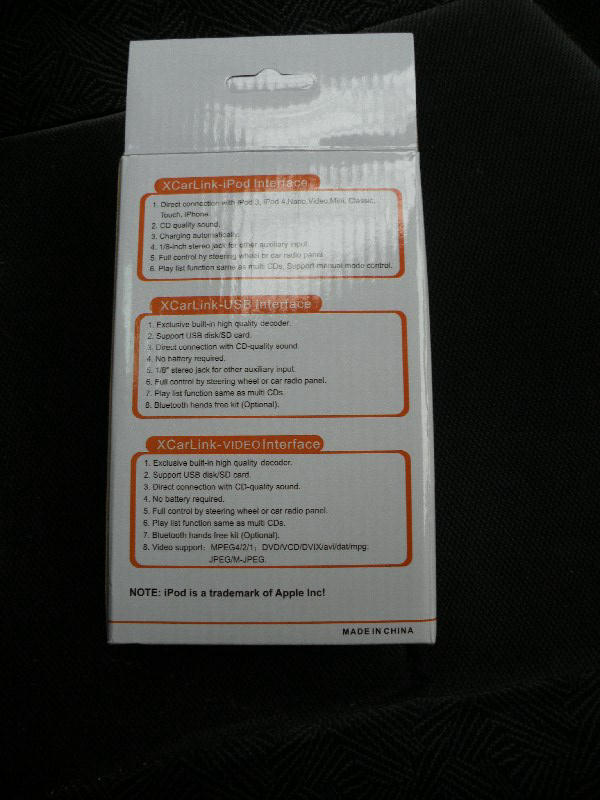 XCarLink-iPod Interface
1. Direct connection with iPod 3, iPod 4,Nano,Video,Mini, Classic,
Touch, iPhone
2. CD quality sound.
3. Charging automatically.
4. 1/8-inch stereo jack for other auxiliary input.
5. Full control by steering wheel or car radio panel
6. Play list function same as multi CDs, Support manual mode control.
XCarLink-USB Interface
1. Exclusive built-in high quality decoder.
2. Support USB disk/SD card.
3. Direct connection with CD-quality sound.
4. No battery required.
5. 1/8" stereo jack for other auxiliary input.
6. Full control by steering wheel or car radio panel.
7. Play list function same as multi CDs.
8. Bluetooth hands free kit (Optional).
XCarLink-VIDEO Interface
1. Exclusive built-in high quality decoder.
2. Support USB disk/SD card.
3. Direct connection with CD-quality sound.
4. No battery required.
5. Full control by steering wheel or car radio panel.
6. Play list function same as multi CDs.
7. Bluetooth hands free kit (Optional).
8. Video support: MPEG4/2/1; DVD/VCD/DVIX/avi/dat/mpg;
JPEG/M-JPEG.
NOTE: iPod is a trademark of Apple Inc!
MADE IN CHINA